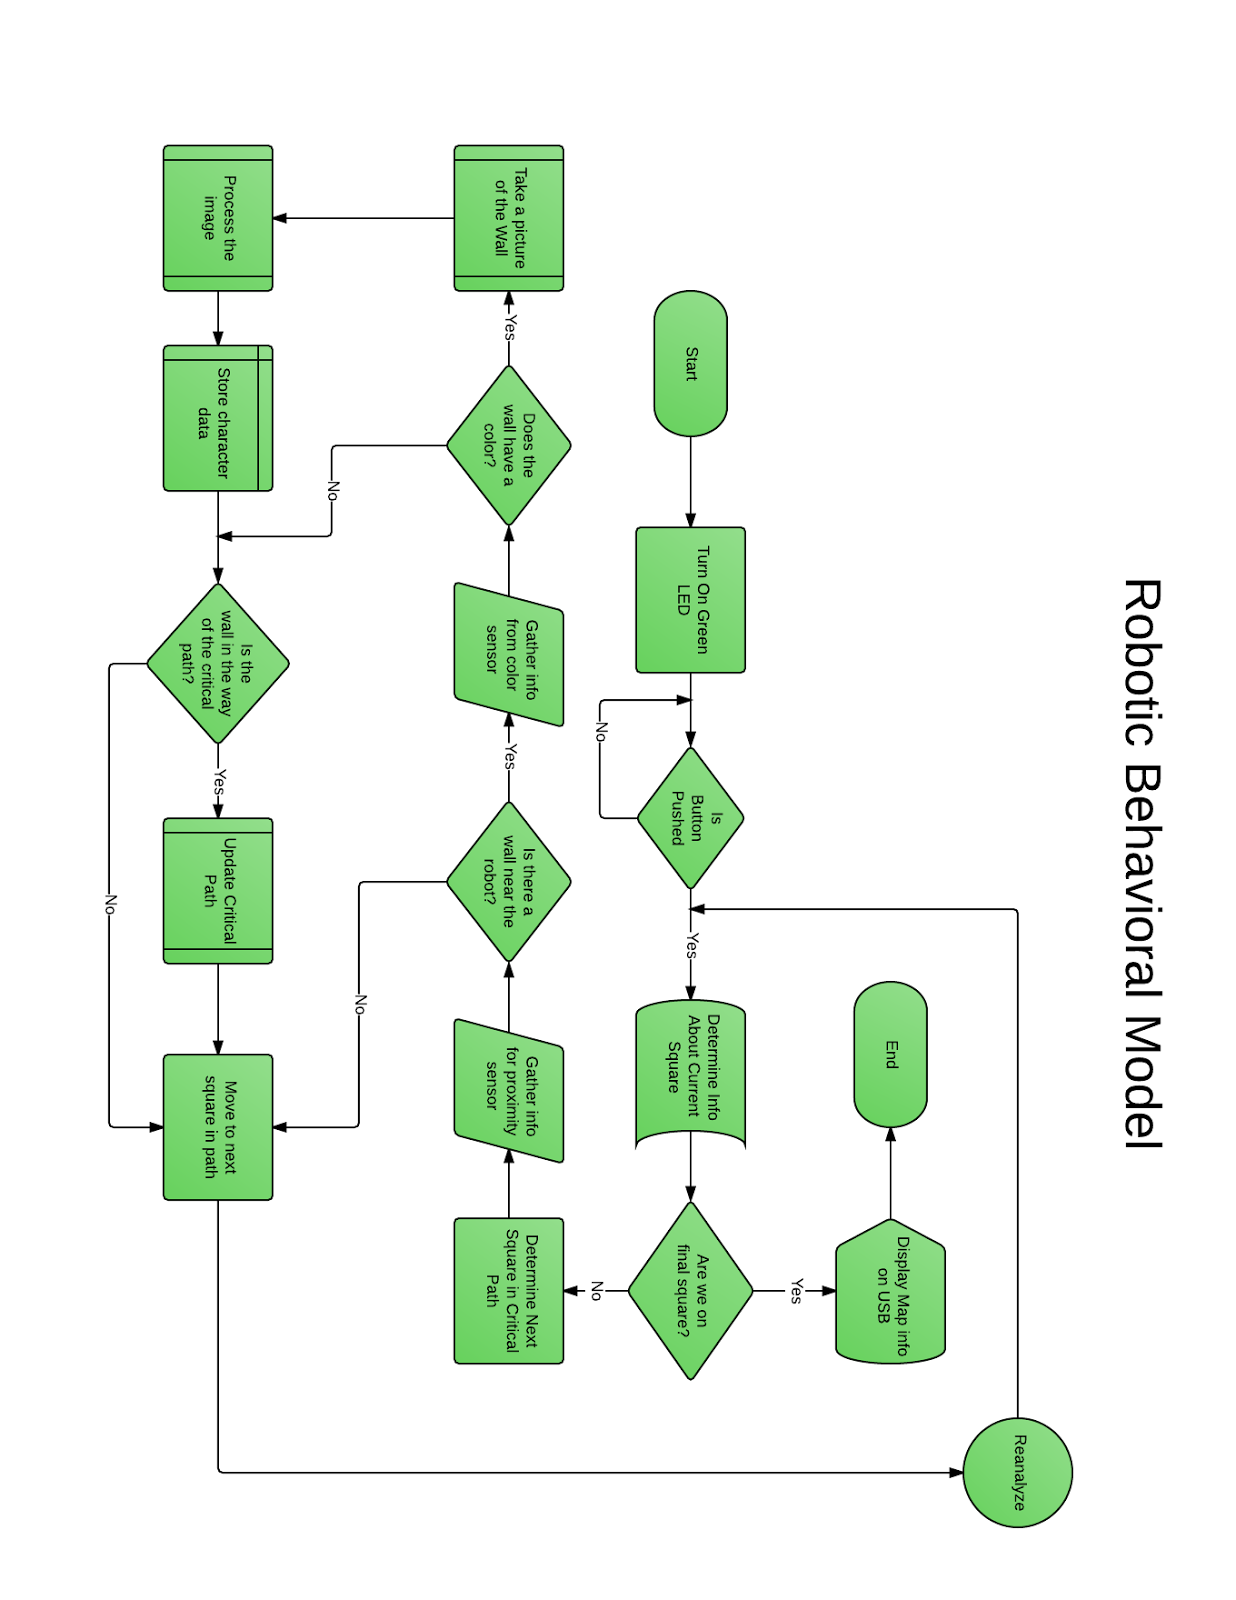 Robotic Behavioral Model
Start
Turn On Green
LED
Is
Button
Pushed
No
Yes
Determine Info
About Current
Square
Are we on
final square?
Yes
Display Map info
on USB
End
No
Determine Next
Square in Critical
Path
Gather info
for proximity
sensor
Is there a
wall near the
robot?
Yes
No
Gather info
from color
sensor
Does the
wall have a
color?
Yes
No
Take a picture
of the Wall
Process the
image
Store character
data
Is the
wall in the way
of the critical
path?
Yes
No
Update Critical
Path
Move to next
square in path
Reanalyze